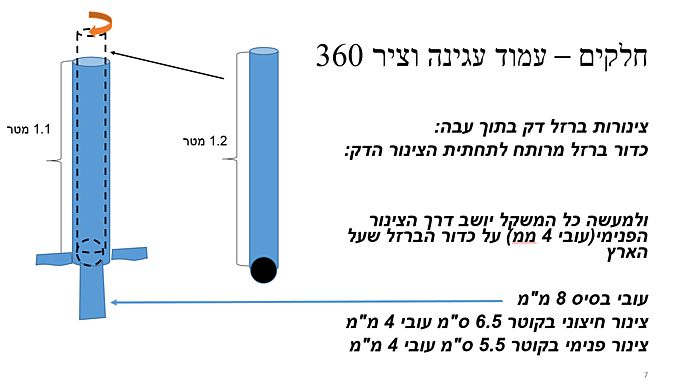 חלקים – עמוד עגינה וציר 360
צינורות ברזל דק בתוך עבה:
כדור ברזל מרותח לתחתית הצינור הדק:
1.1 מטר
1.2 מטר
ולמעשה כל המשקל יושב דרך הצינור
הפנימי(עובי 4 ממ) על כדור הברזל שעל
הארץ
עובי בסיס 8 מ"מ
צינור חיצוני בקוטר 6.5 ס"מ עובי 4 מ"מ
צינור פנימי בקוטר 5.5 ס"מ עובי 4 מ"מ
7